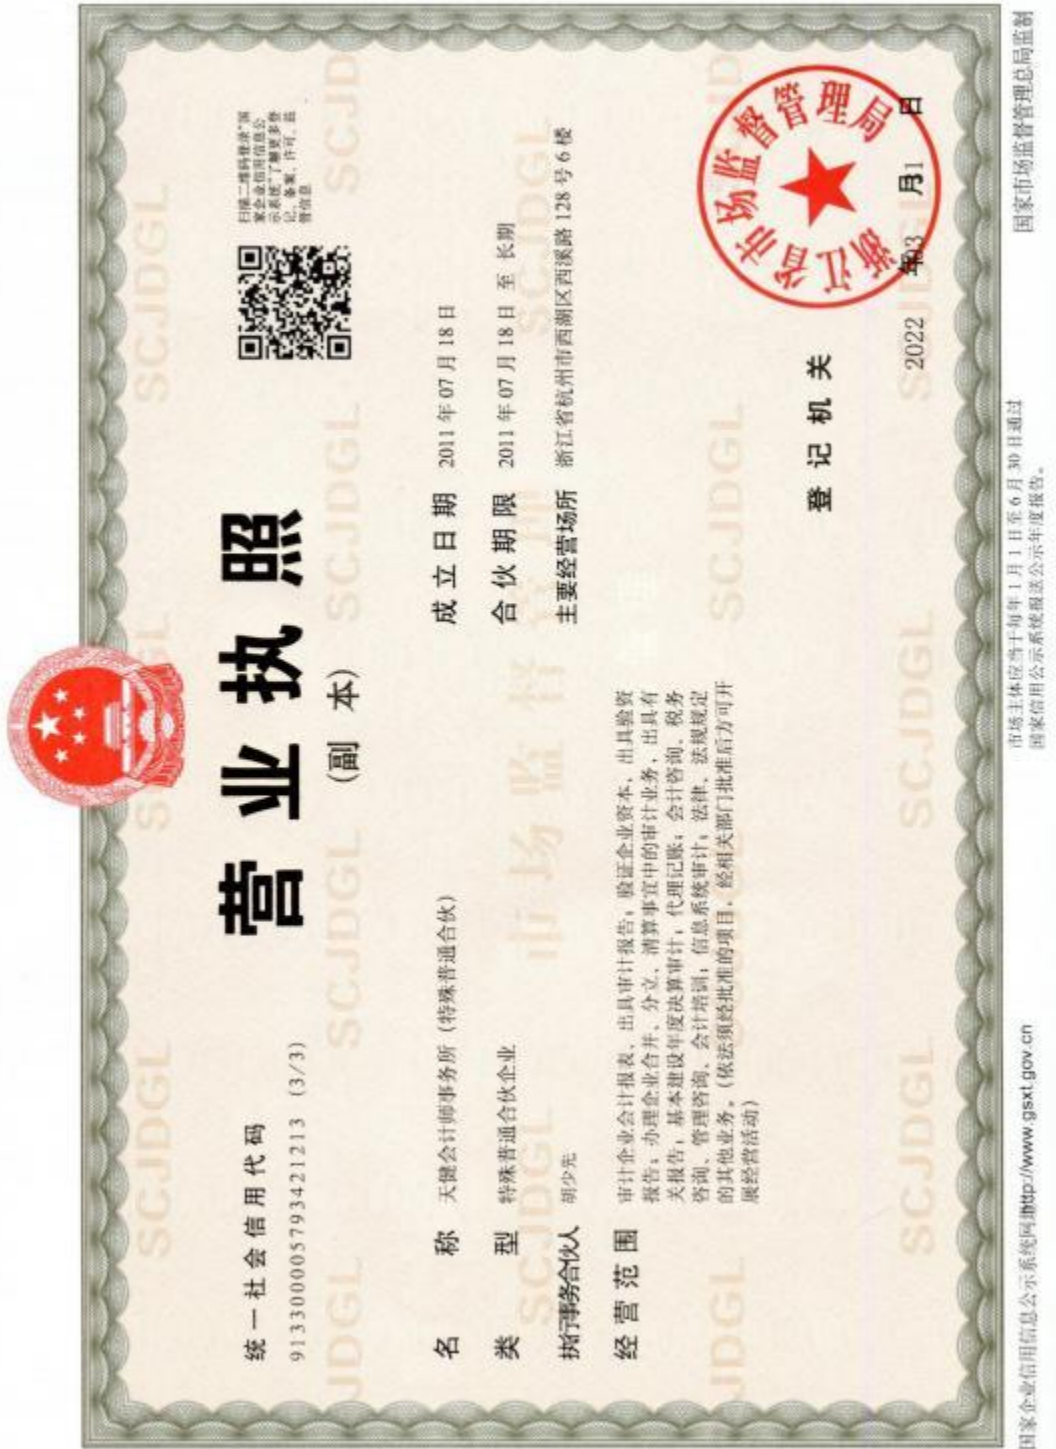 营业执照
(副 本)
统一社会信用代码
913300005793421213 (3/3)
扫描二维码登录"国
家企业信用信息公
示系统"了解更多登
记、备案、许可、监
管信息
名 称 天健会计师事务所(特殊普通合伙)
类 型 特殊普通合伙企业
执行事务合伙人 胡少先
经营范围 审计企业会计报表、出具审计报告;验证企业资本,出具验资
报告;办理企业合并、分立、清算事宜中的审计业务,出具有
关报告;基本建设年度决算审计;代理记账;会计咨询、税务
咨询、管理咨询、会计培训;信息系统审计;法律、法规规定
的其他业务。(依法须经批准的项目,经相关部门批准后方可开
展经营活动)
成立日期 2011年07月18日
合伙期限 2011年07月18日 至 长期
主要经营场所 浙江省杭州市西湖区西溪路128号6楼
登记机关
浙江省市场监督管理局
2022 年03 月31 日
国家企业信用信息公示系统网址http://www.gsxt.gov.cn
市场主体应当于每年1月1日至6月30日通过
国家信用公示系统报送公示年度报告。
国家市场监督管理总局监制
SCJDGL
市场监督管理